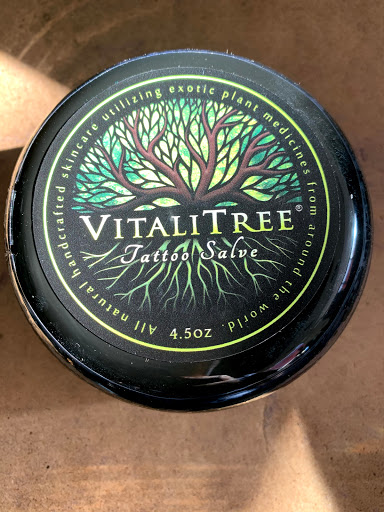 All natural handcrafted skincare utilizing exotic plant medicines from around the world.
VITALITREE®
Tattoo Salve
4.5oz